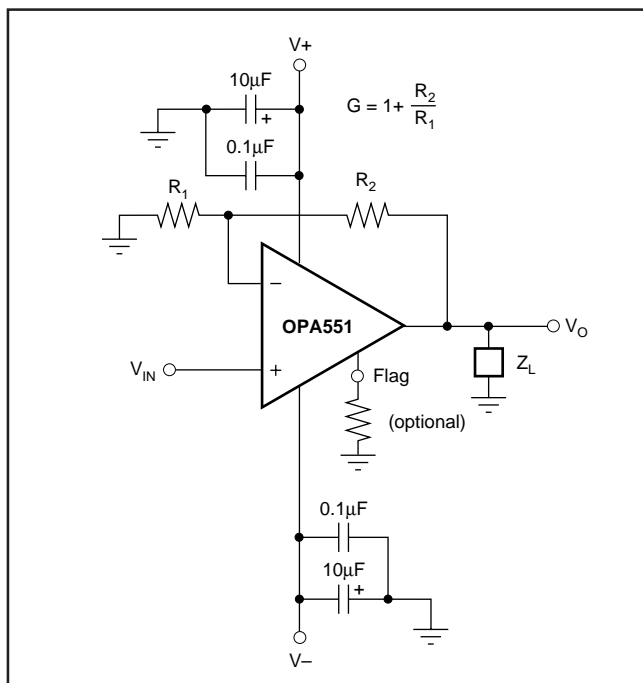 V+
10μF
+
G = 1+ R2/R1
0.1μF
R1
R2
−
OPA551
VO
VIN
+
Flag
ZL
(optional)
0.1μF
10μF
+
V–